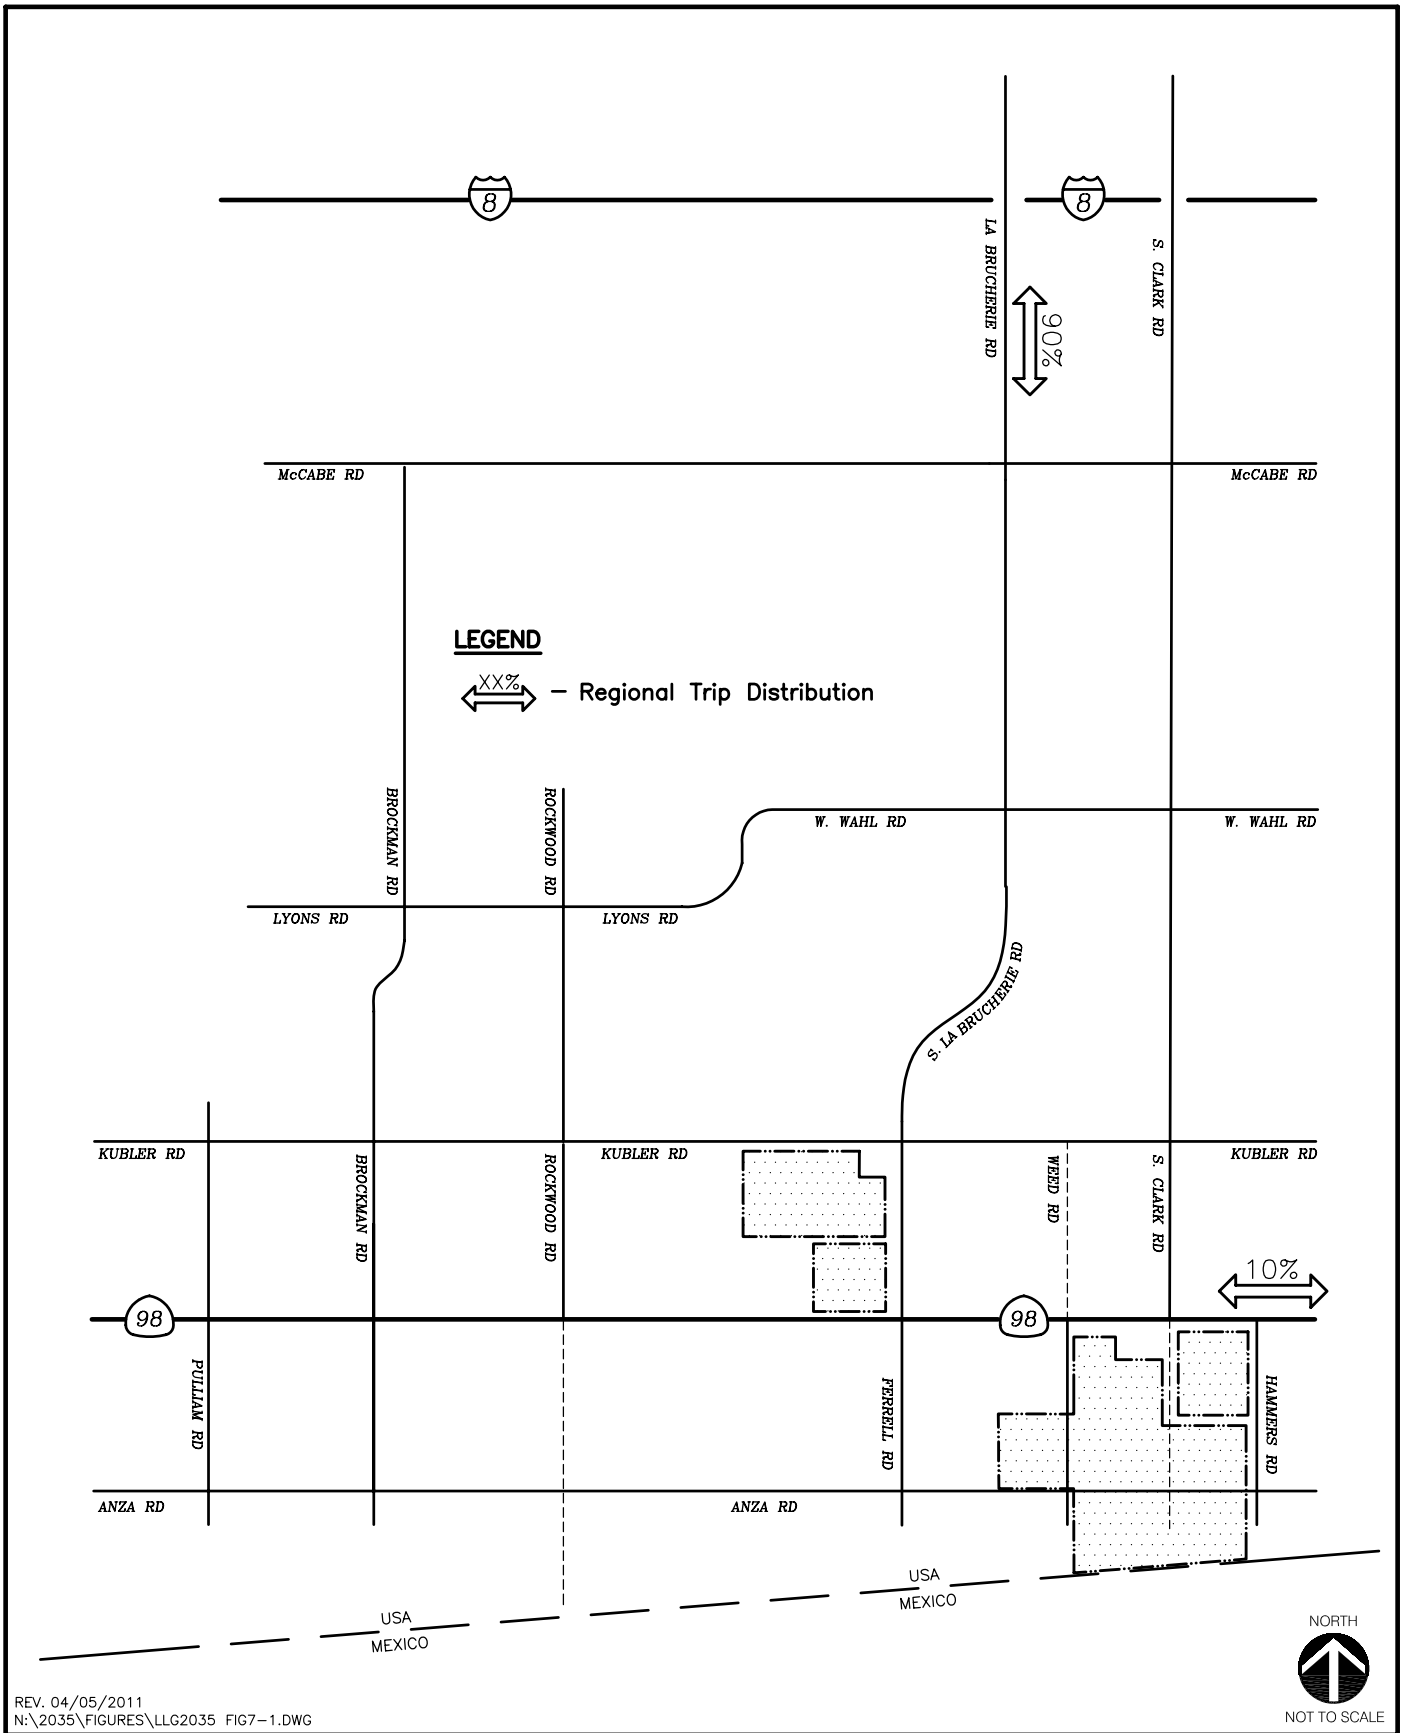 8
8
LA BRUCHERIE RD
S. CLARK RD
90%
McCABE RD
McCABE RD
LEGEND
XX% - Regional Trip Distribution
BROCKMAN RD
ROCKWOOD RD
W. WAHL RD
W. WAHL RD
LYONS RD
LYONS RD
S. LA BRUCHERIE RD
KUBLER RD
KUBLER RD
KUBLER RD
BROCKMAN RD
ROCKWOOD RD
WEED RD
S. CLARK RD
10%
98
98
PULLIAM RD
FERRELL RD
HAMMERS RD
ANZA RD
ANZA RD
USA
MEXICO
USA
MEXICO
NORTH
NOT TO SCALE
REV. 04/05/2011
N:\2035\FIGURES\LLG2035 FIG7-1.DWG